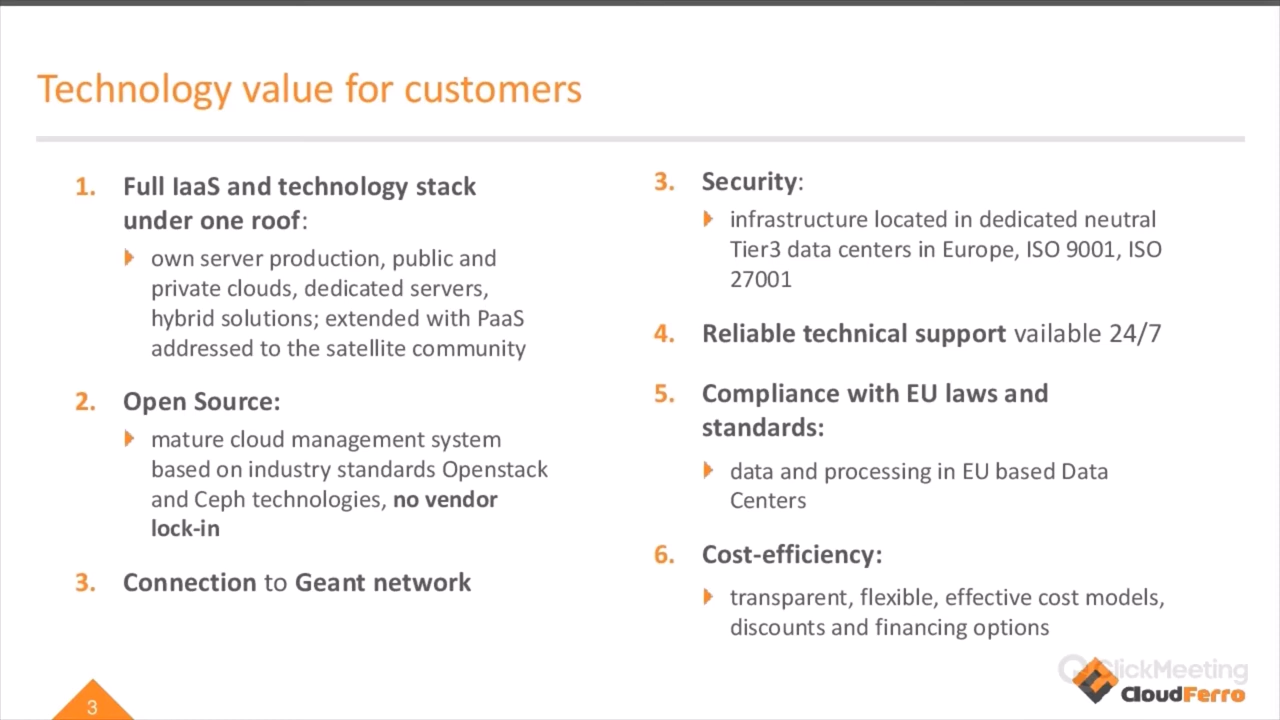 Technology value for customers
1. Full IaaS and technology stack
under one roof:
own server production, public and
private clouds, dedicated servers,
hybrid solutions; extended with PaaS
addressed to the satellite community
2. Open Source:
mature cloud management system
based on industry standards Openstack
and Ceph technologies, no vendor
lock-in
3. Connection to Geant network
3. Security:
infrastructure located in dedicated neutral
Tier3 data centers in Europe, ISO 9001, ISO
27001
4. Reliable technical support vailable 24/7
5. Compliance with EU laws and
standards:
data and processing in EU based Data
Centers
6. Cost-efficiency:
transparent, flexible, effective cost models,
discounts and financing options
ClickMeeting
CloudFerro
3